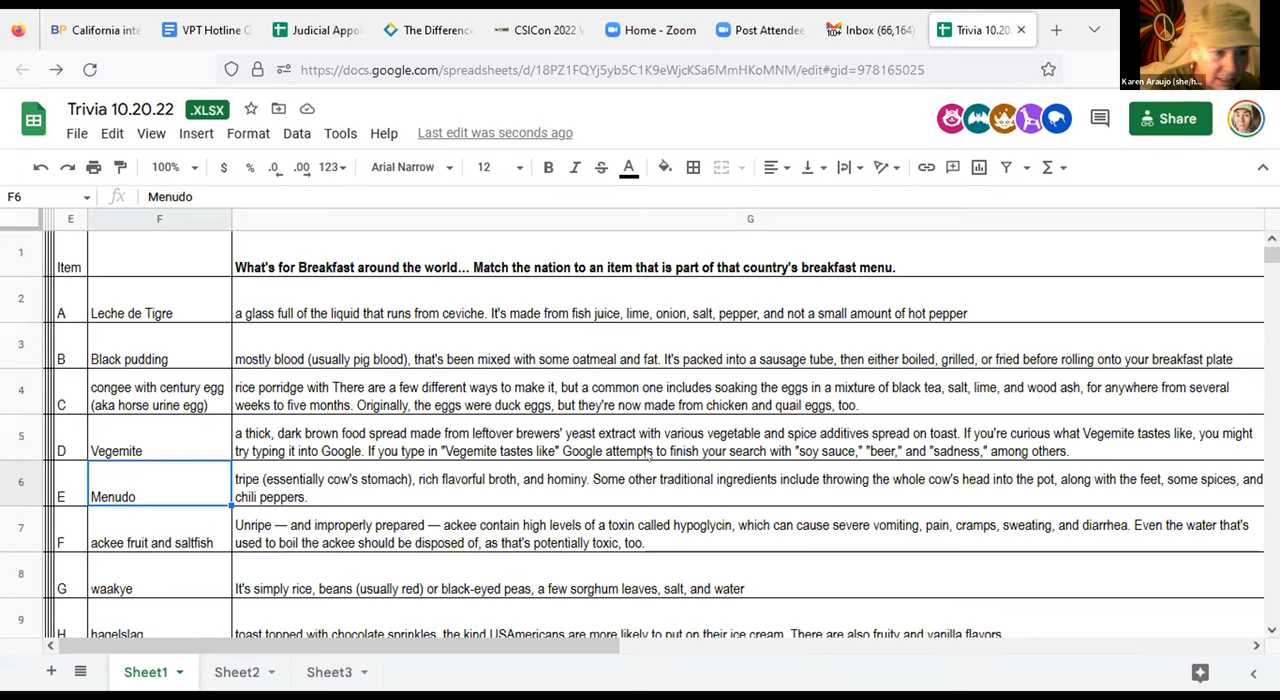 California inte
VPT Hotline C
Judicial Appoi
The Differenc
CSICon 2022 V
Home - Zoom
Post Attendee
Inbox (66,164)
Trivia 10.20.
Karen Araujo (she/h...
https://docs.google.com/spreadsheets/d/18PZ1FQYj5yb5C1K9eWjcKSa6MmHKoMNM/edit#gid=978165025
Trivia 10.20.22 .XLSX
File Edit View Insert Format Data Tools Help Last edit was seconds ago
Share
100% $ % .0 .00 123 Arial Narrow 12 B I S A
F6 fx Menudo
E F G
1 Item What's for Breakfast around the world… Match the nation to an item that is part of that country's breakfast menu.
2 A Leche de Tigre a glass full of the liquid that runs from ceviche. It's made from fish juice, lime, onion, salt, pepper, and not a small amount of hot pepper
3 B Black pudding mostly blood (usually pig blood), that's been mixed with some oatmeal and fat. It's packed into a sausage tube, then either boiled, grilled, or fried before rolling onto your breakfast plate
4 congee with century egg rice porridge with There are a few different ways to make it, but a common one includes soaking the eggs in a mixture of black tea, salt, lime, and wood ash, for anywhere from several
C (aka horse urine egg) weeks to five months. Originally, the eggs were duck eggs, but they're now made from chicken and quail eggs, too.
5 a thick, dark brown food spread made from leftover brewers' yeast extract with various vegetable and spice additives spread on toast. If you're curious what Vegemite tastes like, you might
D Vegemite try typing it into Google. If you type in "Vegemite tastes like" Google attempts to finish your search with "soy sauce," "beer," and "sadness," among others.
6 tripe (essentially cow's stomach), rich flavorful broth, and hominy. Some other traditional ingredients include throwing the whole cow's head into the pot, along with the feet, some spices, and
E Menudo chili peppers.
7 Unripe — and improperly prepared — ackee contain high levels of a toxin called hypoglycin, which can cause severe vomiting, pain, cramps, sweating, and diarrhea. Even the water that's
F ackee fruit and saltfish used to boil the ackee should be disposed of, as that's potentially toxic, too.
8 G waakye It's simply rice, beans (usually red) or black-eyed peas, a few sorghum leaves, salt, and water
9 H hagelslag toast topped with chocolate sprinkles, the kind USAmericans are more likely to put on their ice cream. There are also fruity and vanilla flavors
Sheet1 Sheet2 Sheet3